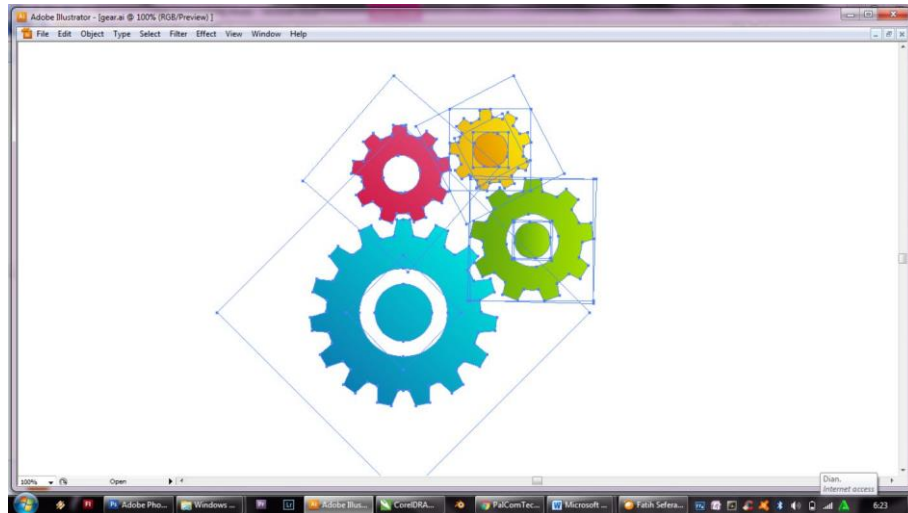 Adobe Illustrator - [gear.ai @ 100% (RGB/Preview) ]
File Edit Object Type Select Filter Effect View Window Help
100% Open
Dian.
Internet access
Adobe Pho... Windows ... Adobe Illus... CorelDRA... PalComTec... Microsoft ... Fatih Sefera... 6:23